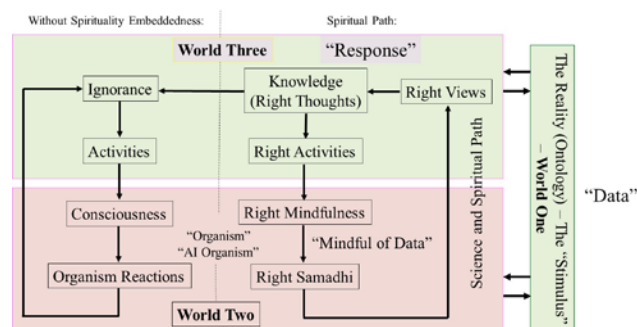 Without Spirituality Embeddedness:
Spiritual Path:
World Three
“Response”
Ignorance
Knowledge
(Right Thoughts)
Right Views
Activities
Right Activities
Consciousness
Right Mindfulness
“Organism”
“AI Organism”
“Mindful of Data”
Organism Reactions
Right Samadhi
World Two
Science and Spiritual Path
The Reality (Ontology) – The “Stimulus”
– World One
“Data”